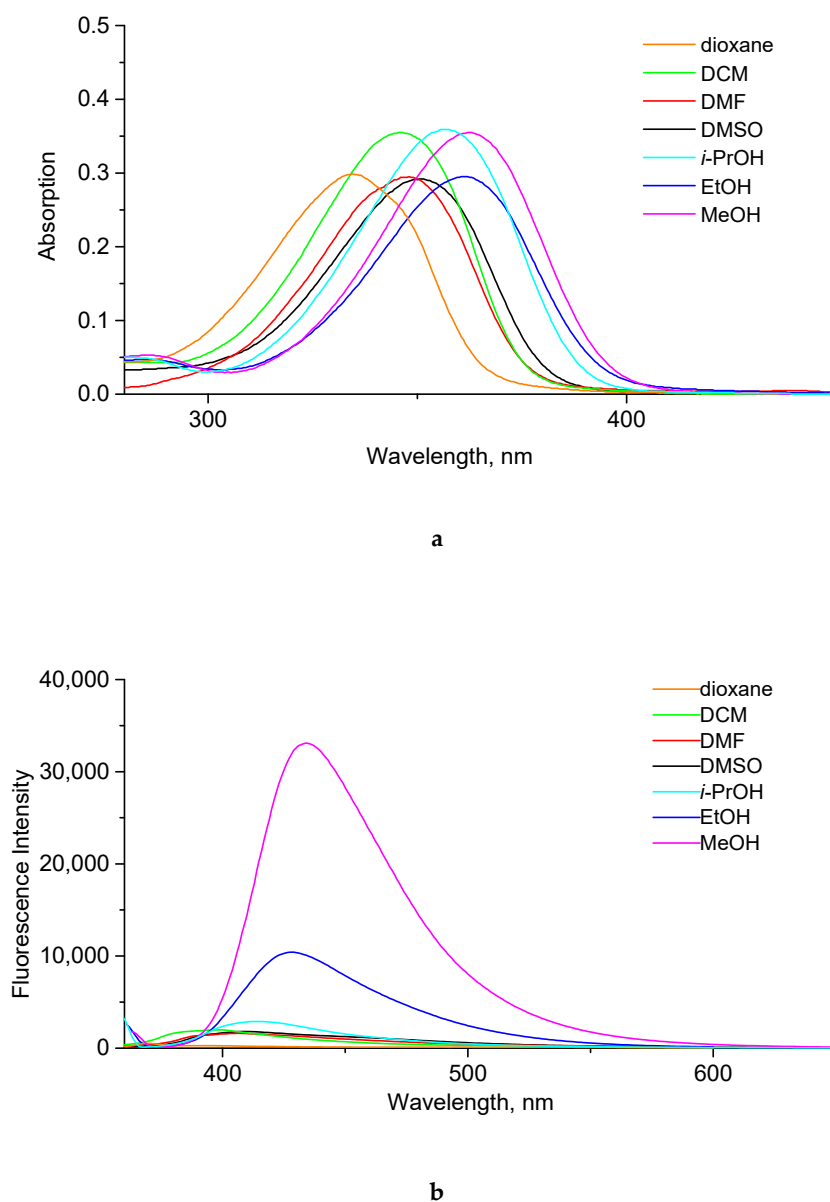 0.5
0.4
0.3
0.2
0.1
0.0
Absorption
300
400
Wavelength, nm
dioxane
DCM
DMF
DMSO
i-PrOH
EtOH
MeOH
a
40,000
30,000
20,000
10,000
0
Fluorescence Intensity
400
500
600
Wavelength, nm
dioxane
DCM
DMF
DMSO
i-PrOH
EtOH
MeOH
b